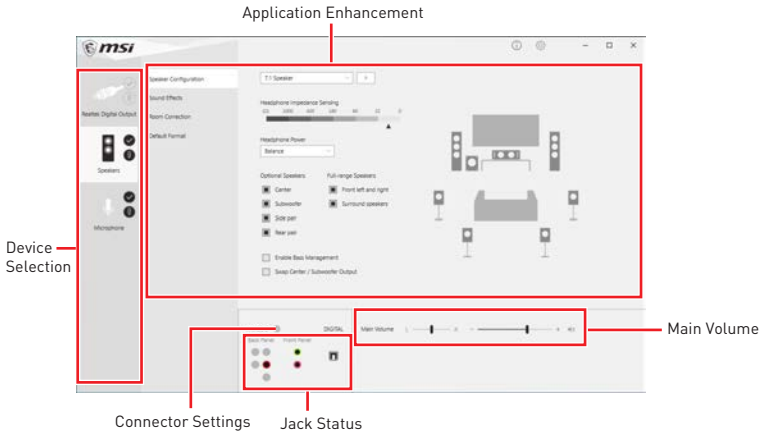 Application Enhancement
msi
Speaker Configuration
Sound Effects
Room Correction
Default Format
7.1 Speaker
Headphone Impedance Sensing
Headphone Power
Balance
Optional Speakers
Full-range Speakers
Center
Front left and right
Subwoofer
Surround speakers
Side pair
Rear pair
Enable Bass Management
Swap Center / Subwoofer Output
Realtek Digital Output
Speakers
Microphone
Device
Selection
DIGITAL
Main Volume
L
R
Back Panel
Front Panel
Main Volume
Connector Settings
Jack Status